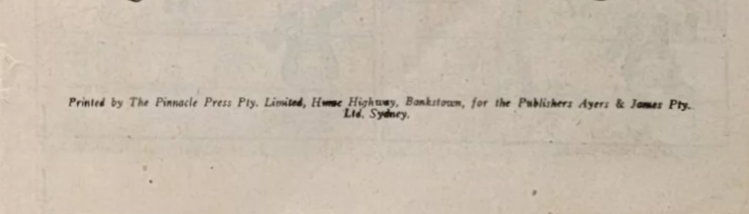 Printed by The Pinnacle Press Pty. Limited, Hume Highway, Bankstown, for the Publishers Ayers & James Pty.
Ltd. Sydney.